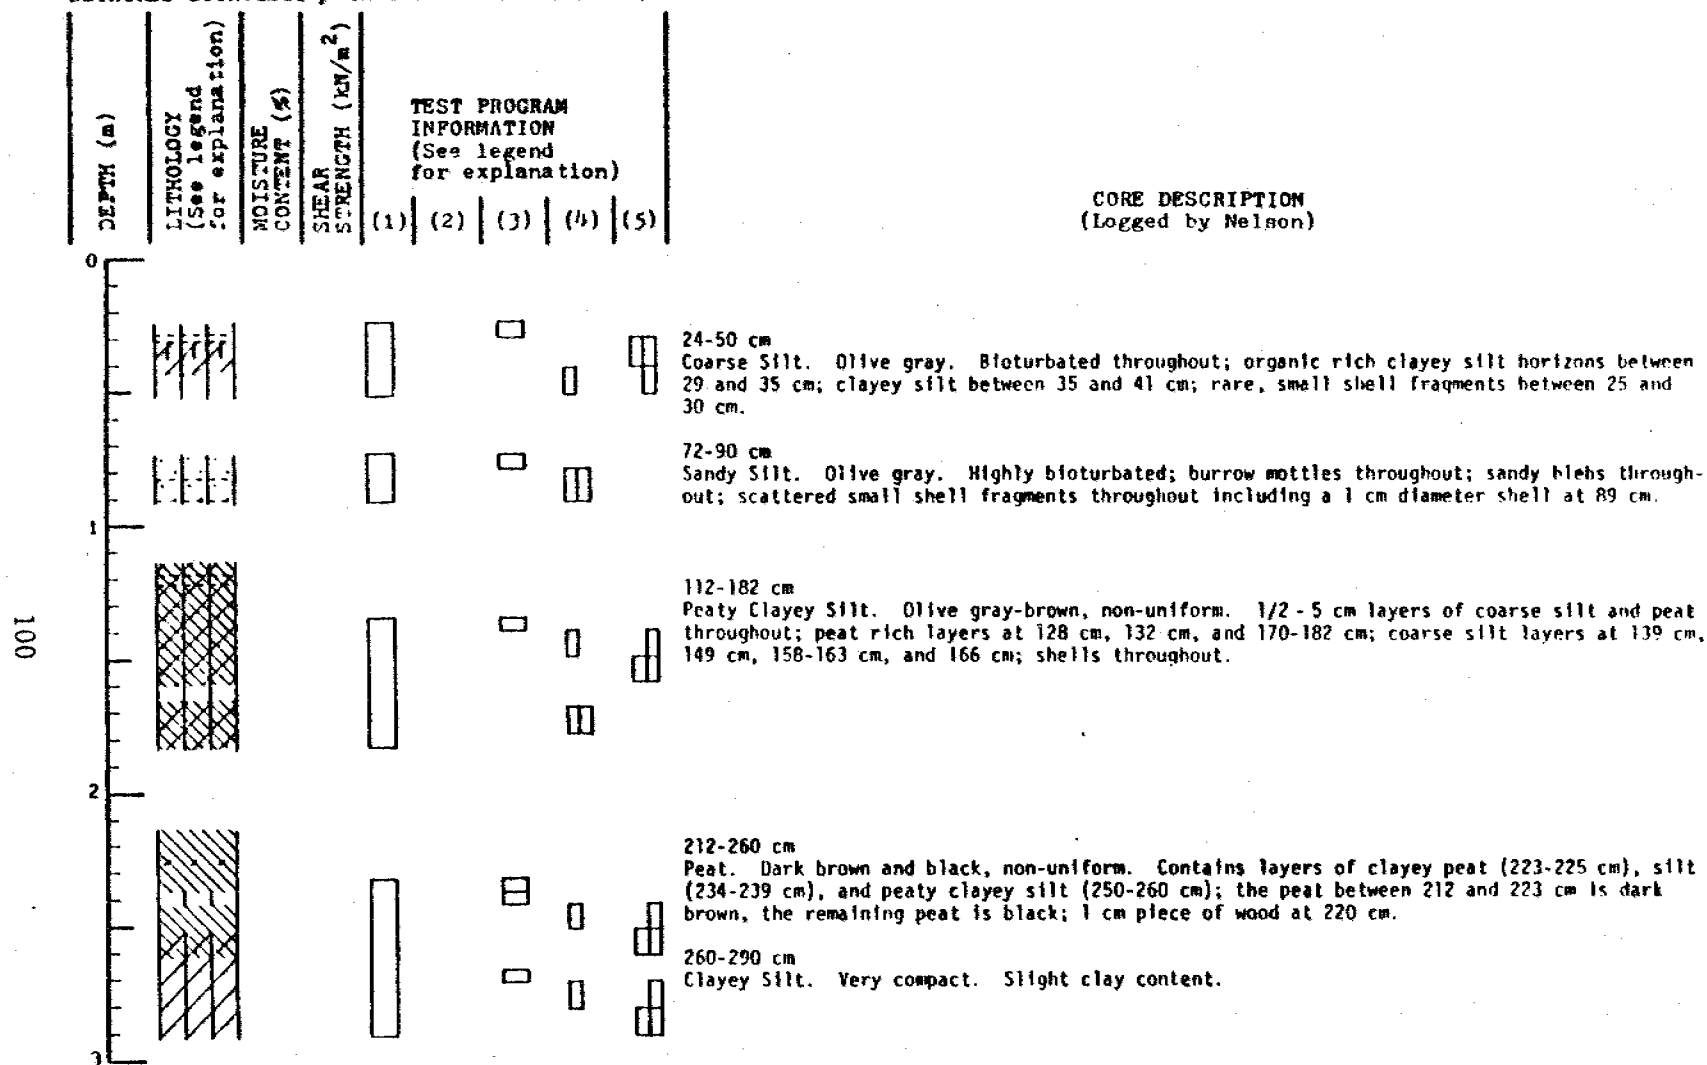 DEPTH (m)
LITHOLOGY
(See legend
for explanation)
MOISTURE
CONTENT (%)
SHEAR
STRENGTH (kN/m2)
TEST PROGRAM
INFORMATION
(See legend
for explanation)
(1) (2) (3) (4) (5)
CORE DESCRIPTION
(Logged by Nelson)
0
24-50 cm
Coarse Silt. Olive gray. Bioturbated throughout; organic rich clayey silt horizons between
29 and 35 cm; clayey silt between 35 and 41 cm; rare, small shell fragments between 25 and
30 cm.
72-90 cm
Sandy Silt. Olive gray. Highly bioturbated; burrow mottles throughout; sandy blebs through-
out; scattered small shell fragments throughout including a 1 cm diameter shell at 89 cm.
1
112-182 cm
Peaty Clayey Silt. Olive gray-brown, non-uniform. 1/2 - 5 cm layers of coarse silt and peat
throughout; peat rich layers at 128 cm, 132 cm, and 170-182 cm; coarse silt layers at 139 cm,
149 cm, 158-163 cm, and 166 cm; shells throughout.
100
2
212-260 cm
Peat. Dark brown and black, non-uniform. Contains layers of clayey peat (223-225 cm), silt
(234-239 cm), and peaty clayey silt (250-260 cm); the peat between 212 and 223 cm is dark
brown, the remaining peat is black; 1 cm piece of wood at 220 cm.
260-290 cm
Clayey Silt. Very compact. Slight clay content.
3